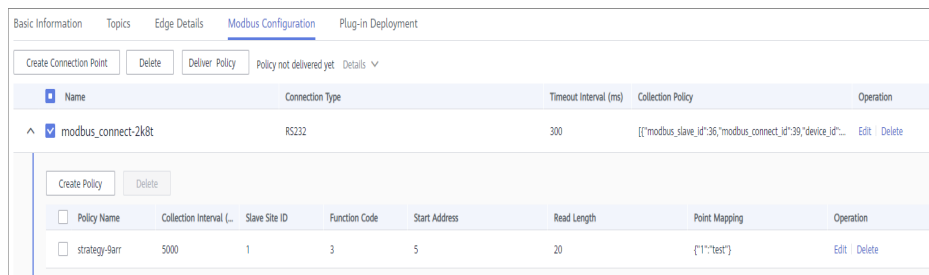 Basic Information Topics Edge Details Modbus Configuration Plug-in Deployment
Create Connection Point Delete Deliver Policy Policy not delivered yet Details
Name Connection Type Timeout Interval (ms) Collection Policy Operation
modbus_connect-2k8t RS232 300 [{"modbus_slave_id":36,"modbus_connect_id":39,"device_id":... Edit Delete
Create Policy Delete
Policy Name Collection Interval (... Slave Site ID Function Code Start Address Read Length Point Mapping Operation
strategy-9arr 5000 1 3 5 20 {"1":"test"} Edit Delete